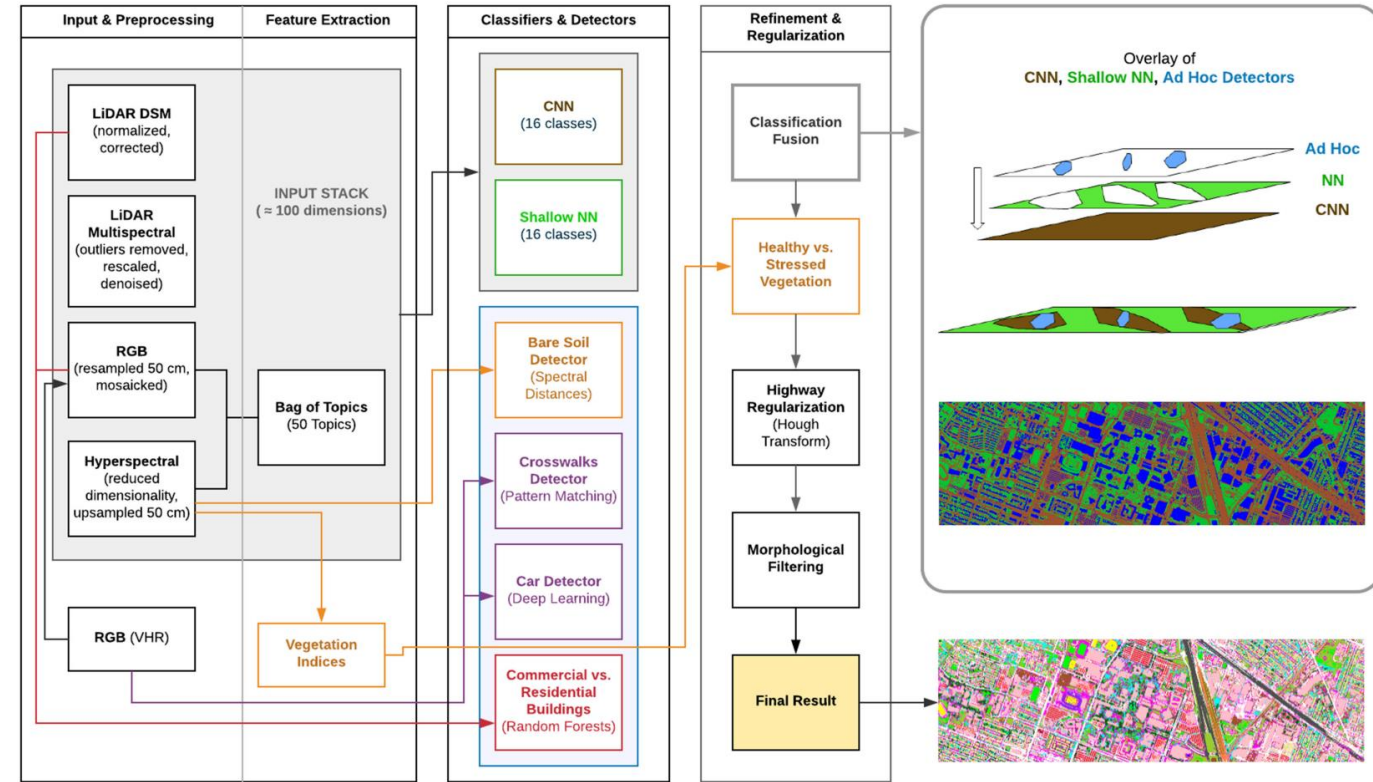 Input & Preprocessing
Feature Extraction
LiDAR DSM
(normalized,
corrected)
LiDAR
Multispectral
(outliers removed,
rescaled,
denoised)
RGB
(resampled 50 cm,
mosaicked)
Hyperspectral
(reduced
dimensionality,
upsampled 50 cm)
RGB (VHR)
INPUT STACK
( ≈ 100 dimensions)
Bag of Topics
(50 Topics)
Vegetation
Indices
Classifiers & Detectors
CNN
(16 classes)
Shallow NN
(16 classes)
Bare Soil
Detector
(Spectral
Distances)
Crosswalks
Detector
(Pattern Matching)
Car Detector
(Deep Learning)
Commercial vs.
Residential
Buildings
(Random Forests)
Refinement &
Regularization
Classification
Fusion
Healthy vs.
Stressed
Vegetation
Highway
Regularization
(Hough
Transform)
Morphological
Filtering
Final Result
Overlay of
CNN, Shallow NN, Ad Hoc Detectors
Ad Hoc
NN
CNN